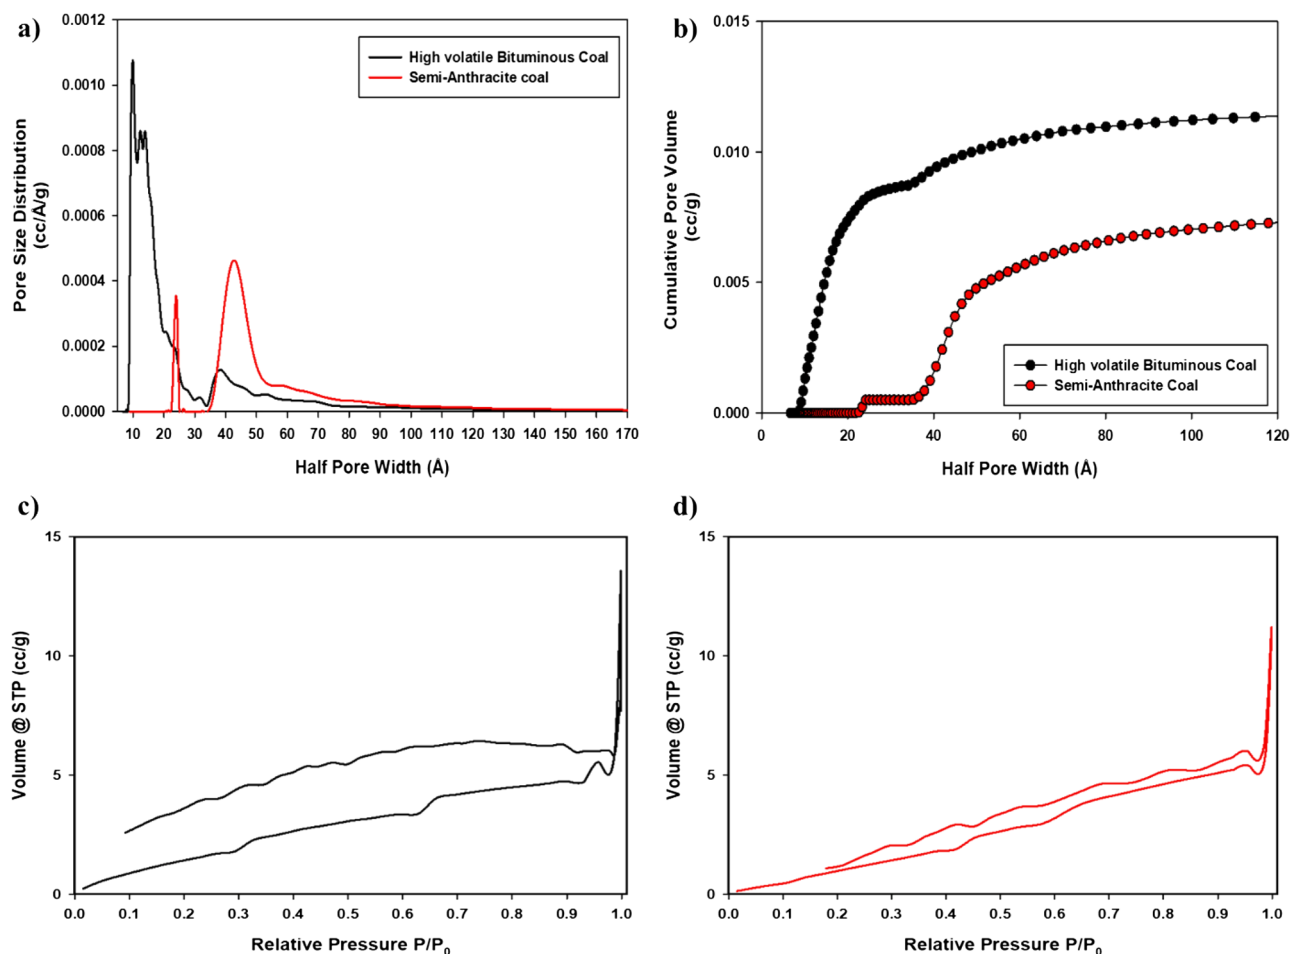 a)
0.0012
0.0010
0.0008
0.0006
0.0004
0.0002
0.0000
Pore Size Distribution
(cc/Å/g)
High volatile Bituminous Coal
Semi-Anthracite coal
10 20 30 40 50 60 70 80 90 100 110 120 130 140 150 160 170
Half Pore Width (Å)
b)
0.015
0.010
0.005
0.000
Cumulative Pore Volume
(cc/g)
High volatile Bituminous Coal
Semi-Anthracite Coal
0 20 40 60 80 100 120
Half Pore Width (Å)
c)
15
10
5
0
Volume @ STP (cc/g)
0.0 0.1 0.2 0.3 0.4 0.5 0.6 0.7 0.8 0.9 1.0
Relative Pressure P/P0
d)
15
10
5
0
Volume @ STP (cc/g)
0.0 0.1 0.2 0.3 0.4 0.5 0.6 0.7 0.8 0.9 1.0
Relative Pressure P/P0